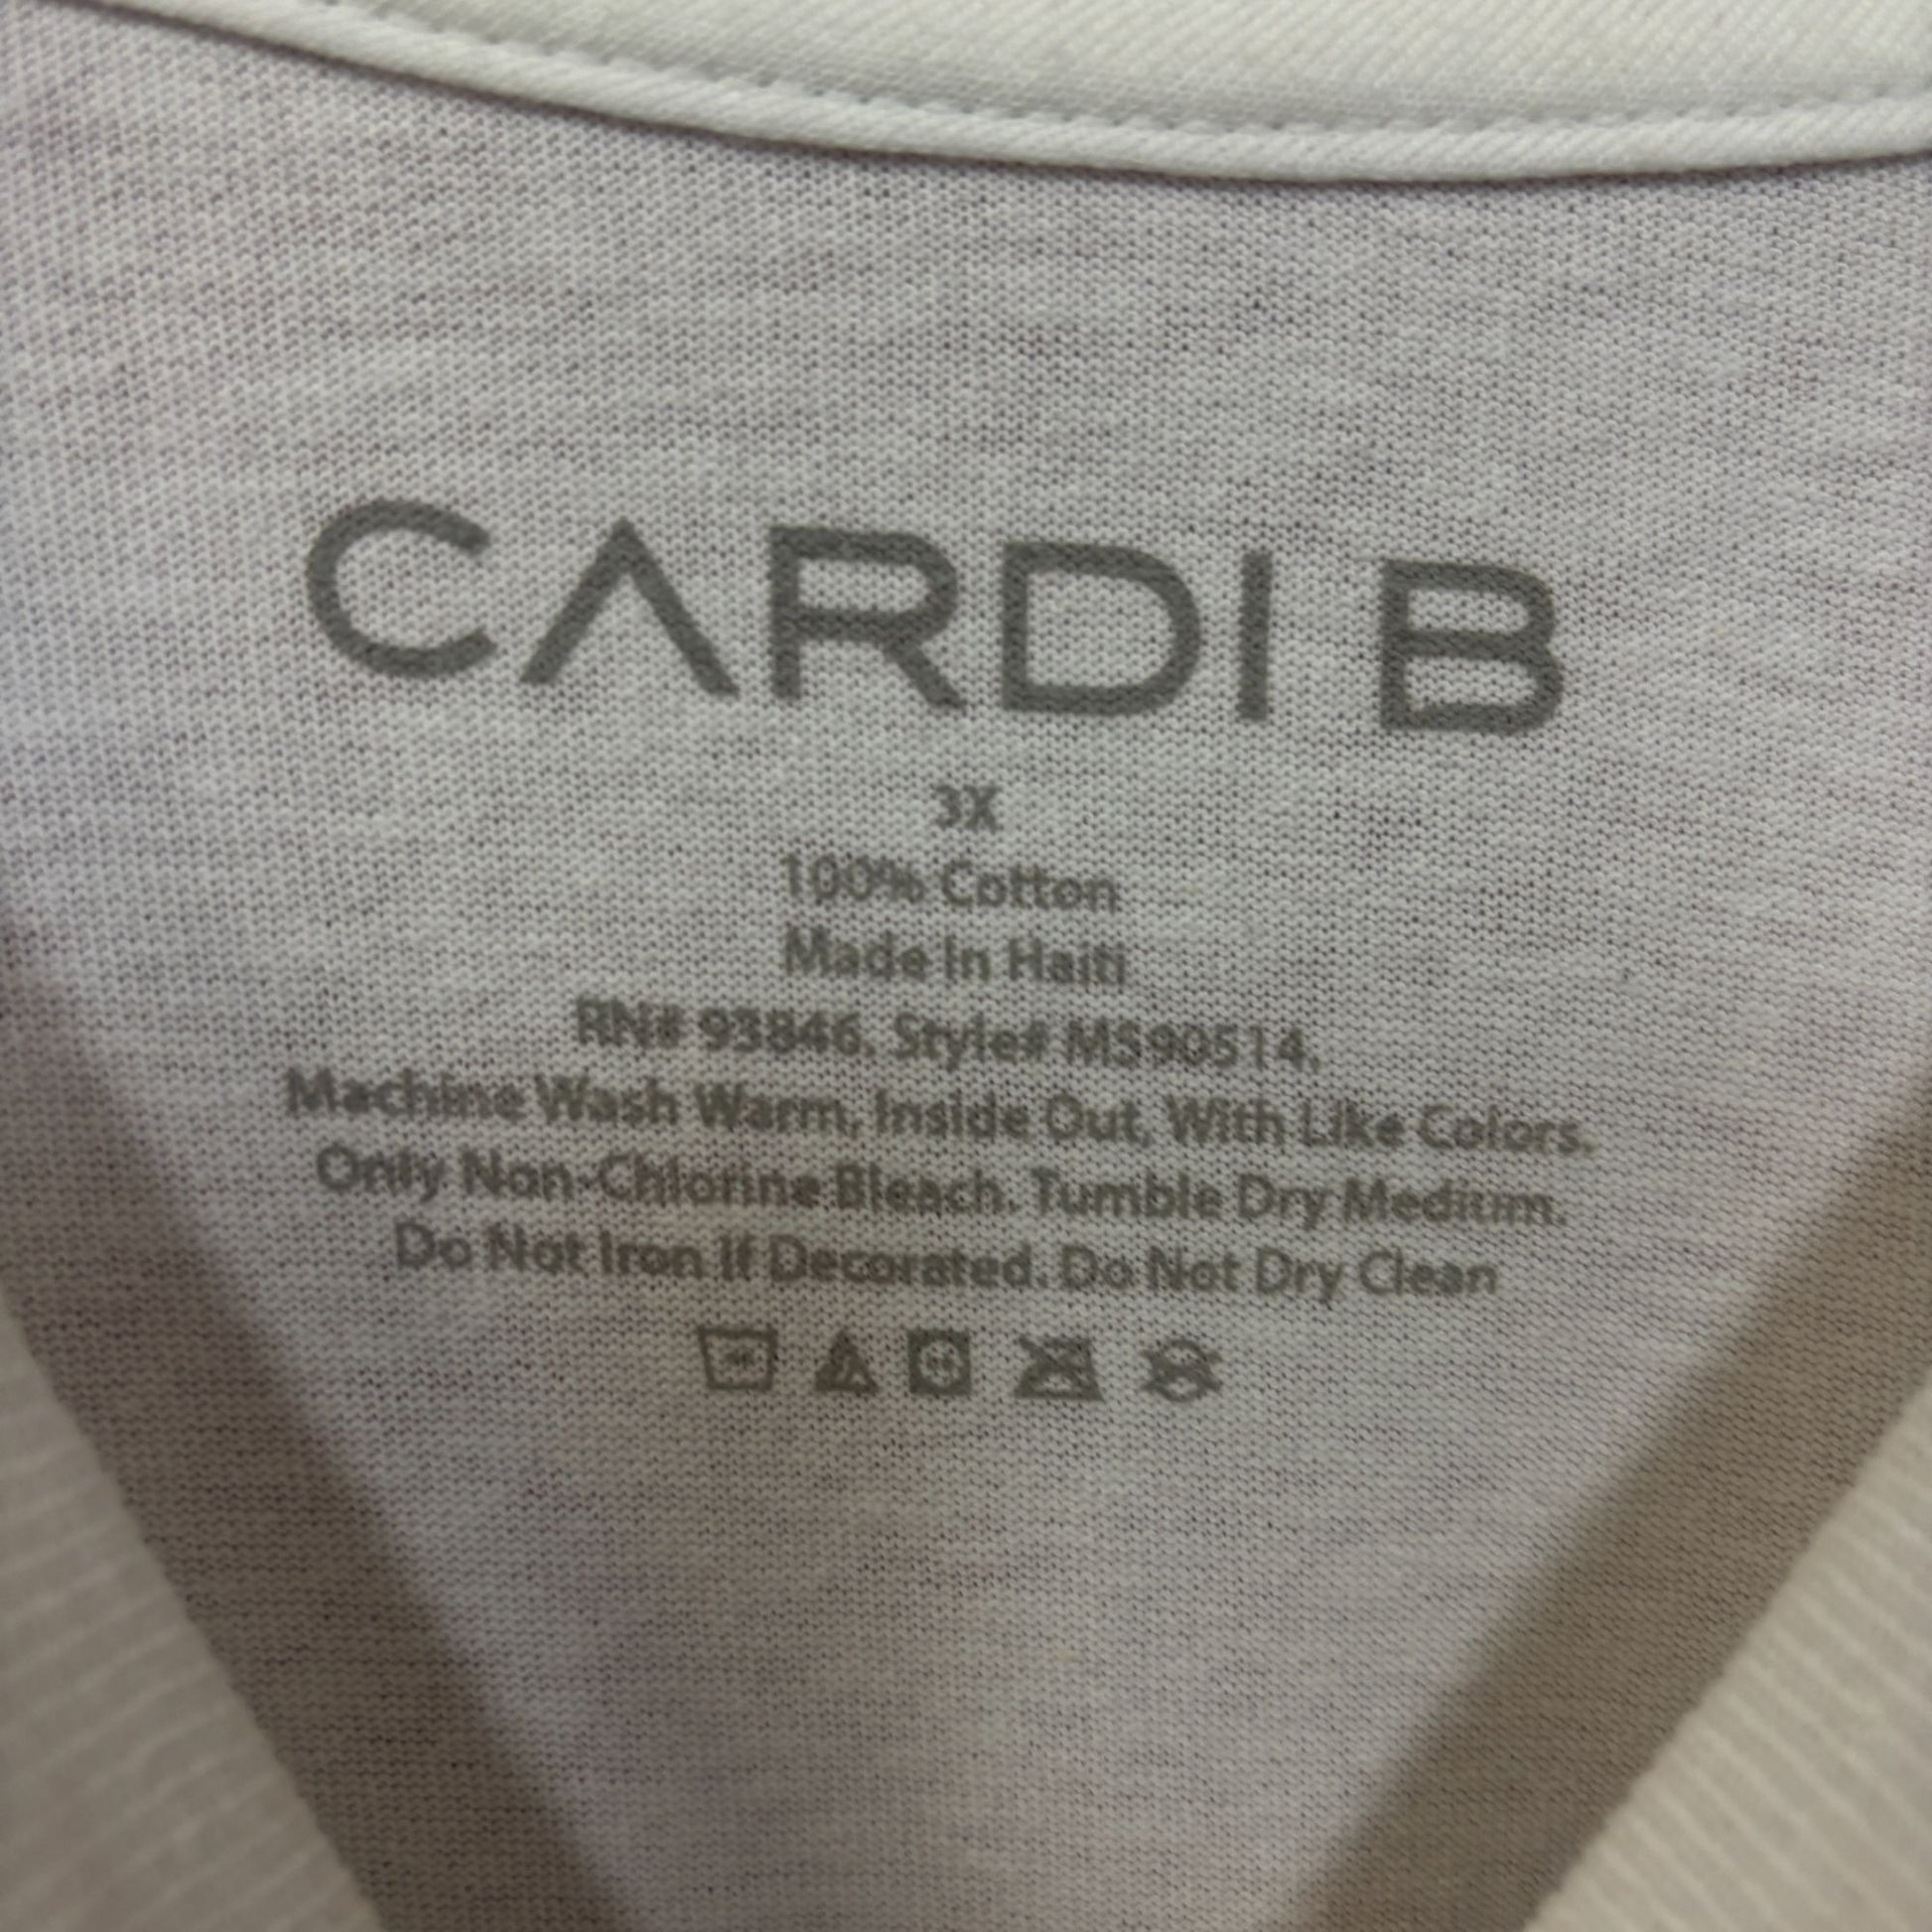 CARDI B
3X
100% Cotton
Made In Haiti
RN# 93846. Style# MS90514.
Machine Wash Warm, Inside Out, With Like Colors.
Only Non-Chlorine Bleach. Tumble Dry Medium.
Do Not Iron If Decorated. Do Not Dry Clean